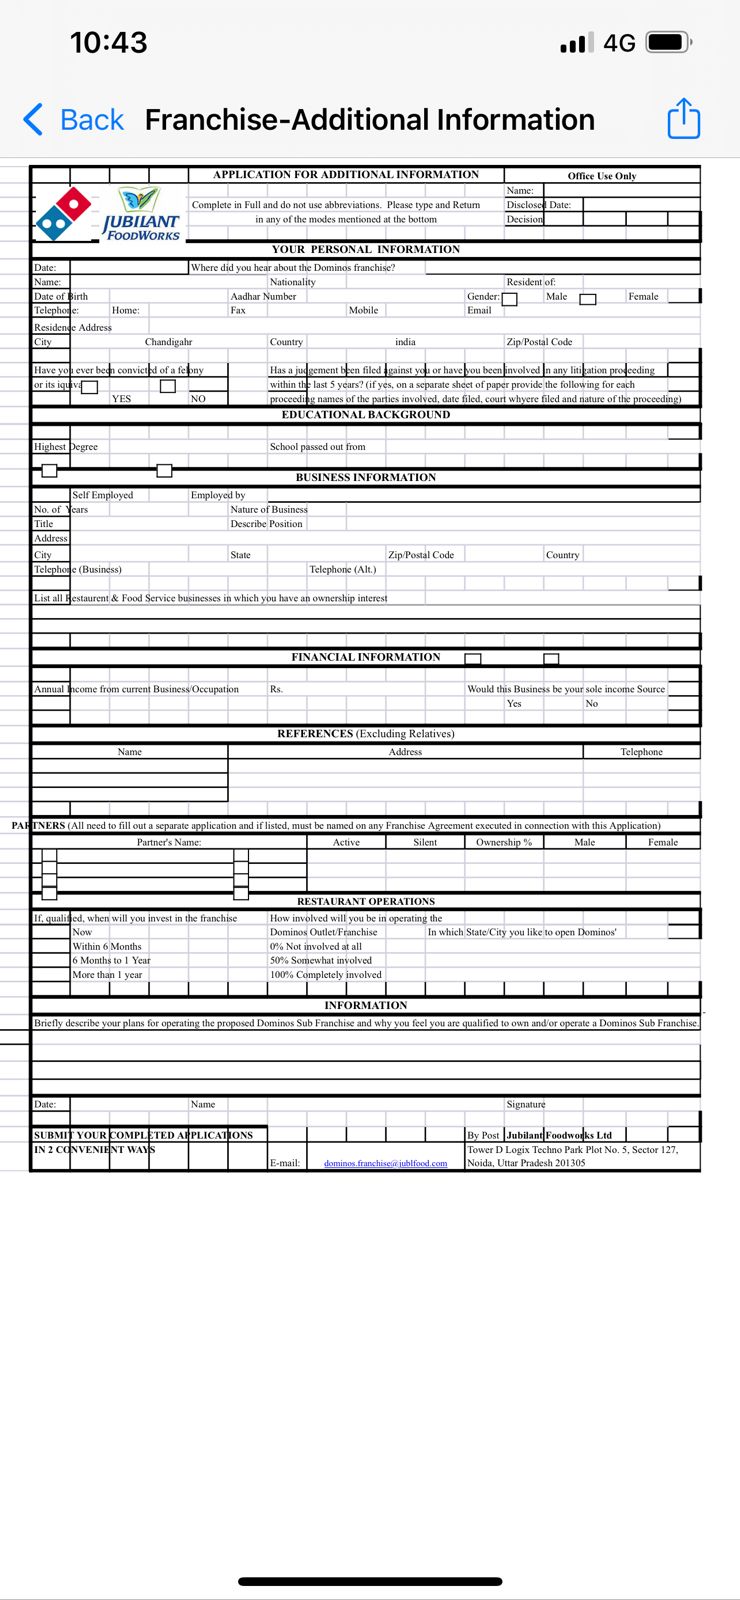 10:43
4G
Back Franchise-Additional Information
APPLICATION FOR ADDITIONAL INFORMATION
Office Use Only
JUBILANT
FOODWORKS
Complete in Full and do not use abbreviations. Please type and Return
in any of the modes mentioned at the bottom
Name:
Disclosed Date:
Decision
YOUR PERSONAL INFORMATION
Date: Where did you hear about the Dominos franchise?
Name: Nationality Resident of:
Date of Birth Aadhar Number Gender: Male Female
Telephone: Home: Fax Mobile Email
Residence Address
City Chandigahr Country india Zip/Postal Code
Have you ever been convicted of a felony
or its iquiva
YES NO
Has a judgement been filed against you or have you been involved in any litigation proceeding
within the last 5 years? (if yes, on a separate sheet of paper provide the following for each
proceeding names of the parties involved, date filed, court whyere filed and nature of the proceeding)
EDUCATIONAL BACKGROUND
Highest Degree School passed out from
BUSINESS INFORMATION
Self Employed Employed by
No. of Years Nature of Business
Title Describe Position
Address
City State Zip/Postal Code Country
Telephone (Business) Telephone (Alt.)
List all Restaurent & Food Service businesses in which you have an ownership interest
FINANCIAL INFORMATION
Annual Income from current Business/Occupation Rs. Would this Business be your sole income Source
Yes No
REFERENCES (Excluding Relatives)
Name Address Telephone
PARTNERS (All need to fill out a separate application and if listed, must be named on any Franchise Agreement executed in connection with this Application)
Partner's Name: Active Silent Ownership % Male Female
RESTAURANT OPERATIONS
If, qualified, when will you invest in the franchise How involved will you be in operating the
Now Dominos Outlet/Franchise In which State/City you like to open Dominos'
Within 6 Months 0% Not involved at all
6 Months to 1 Year 50% Somewhat involved
More than 1 year 100% Completely involved
INFORMATION
Briefly describe your plans for operating the proposed Dominos Sub Franchise and why you feel you are qualified to own and/or operate a Dominos Sub Franchise.
Date: Name Signature
SUBMIT YOUR COMPLETED APPLICATIONS By Post Jubilant Foodworks Ltd
IN 2 CONVENIENT WAYS Tower D Logix Techno Park Plot No. 5, Sector 127,
E-mail: dominos.franchise@jublfood.com Noida, Uttar Pradesh 201305